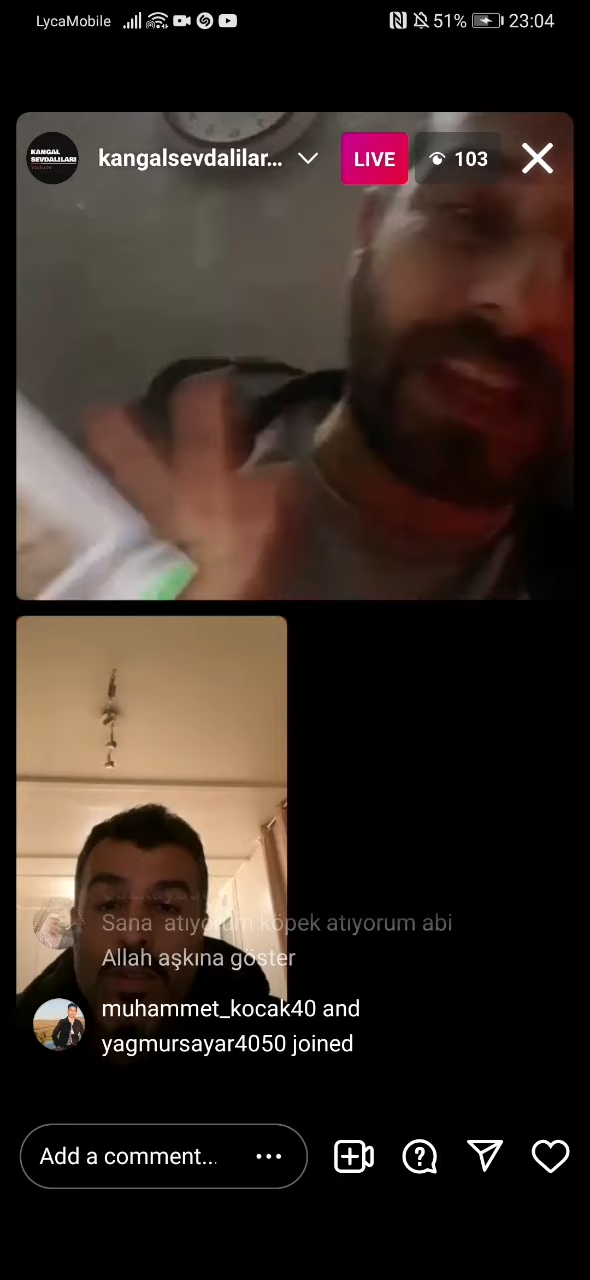 LycaMobile
51%
23:04
KANGAL
SEVDALILARI
kangalsevdalilar...
LIVE
103
Sana atıyorum köpek atıyorum abi
Allah aşkına göster
muhammet_kocak40 and
yagmursayar4050 joined
Add a comment...